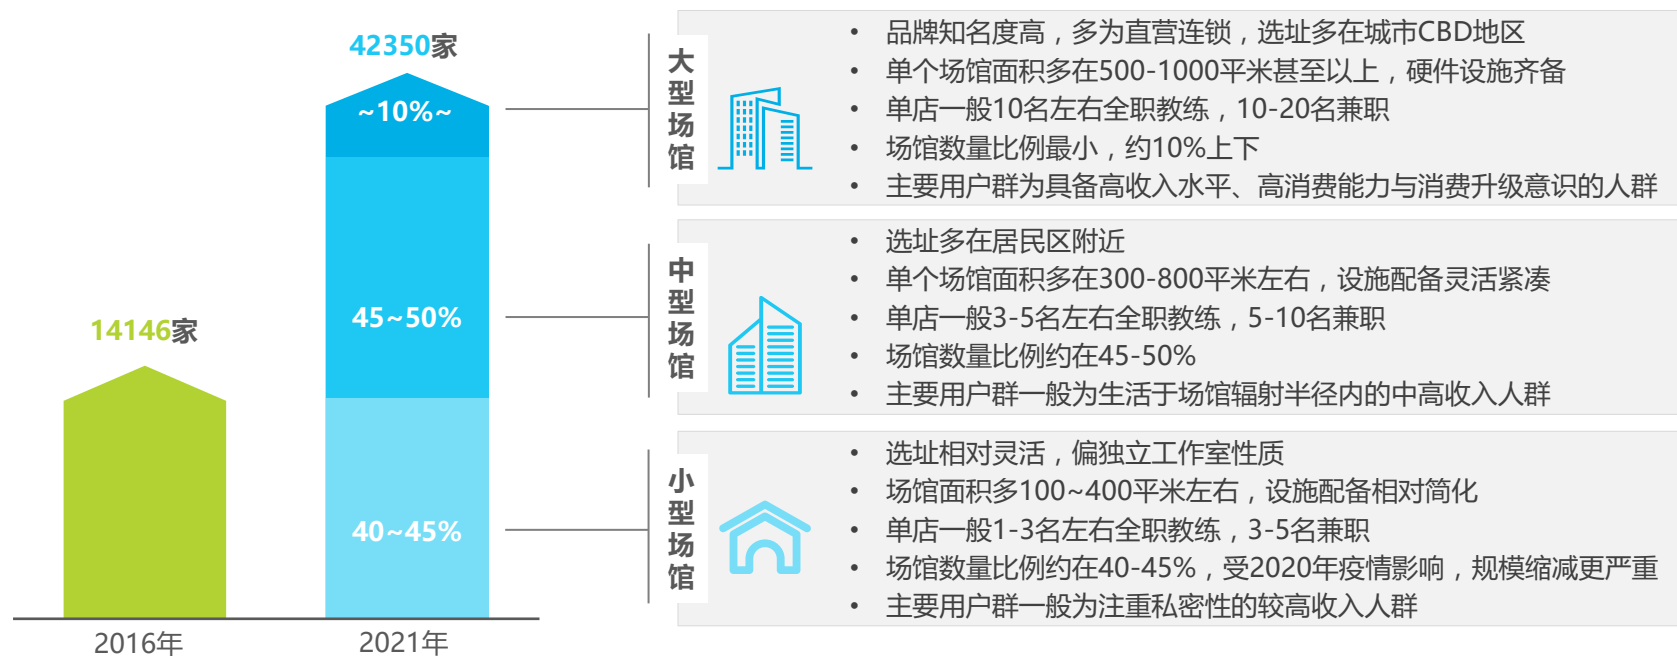 42350家
~10%~
45~50%
40~45%
14146家
2016年
2021年
大型场馆
• 品牌知名度高，多为直营连锁，选址多在城市CBD地区
• 单个场馆面积多在500-1000平米甚至以上，硬件设施齐备
• 单店一般10名左右全职教练，10-20名兼职
• 场馆数量比例最小，约10%上下
• 主要用户群为具备高收入水平、高消费能力与消费升级意识的人群
中型场馆
• 选址多在居民区附近
• 单个场馆面积多在300-800平米左右，设施配备灵活紧凑
• 单店一般3-5名左右全职教练，5-10名兼职
• 场馆数量比例约在45-50%
• 主要用户群一般为生活于场馆辐射半径内的中高收入人群
小型场馆
• 选址相对灵活，偏独立工作室性质
• 场馆面积多100~400平米左右，设施配备相对简化
• 单店一般1-3名左右全职教练，3-5名兼职
• 场馆数量比例约在40-45%，受2020年疫情影响，规模缩减更严重
• 主要用户群一般为注重私密性的较高收入人群